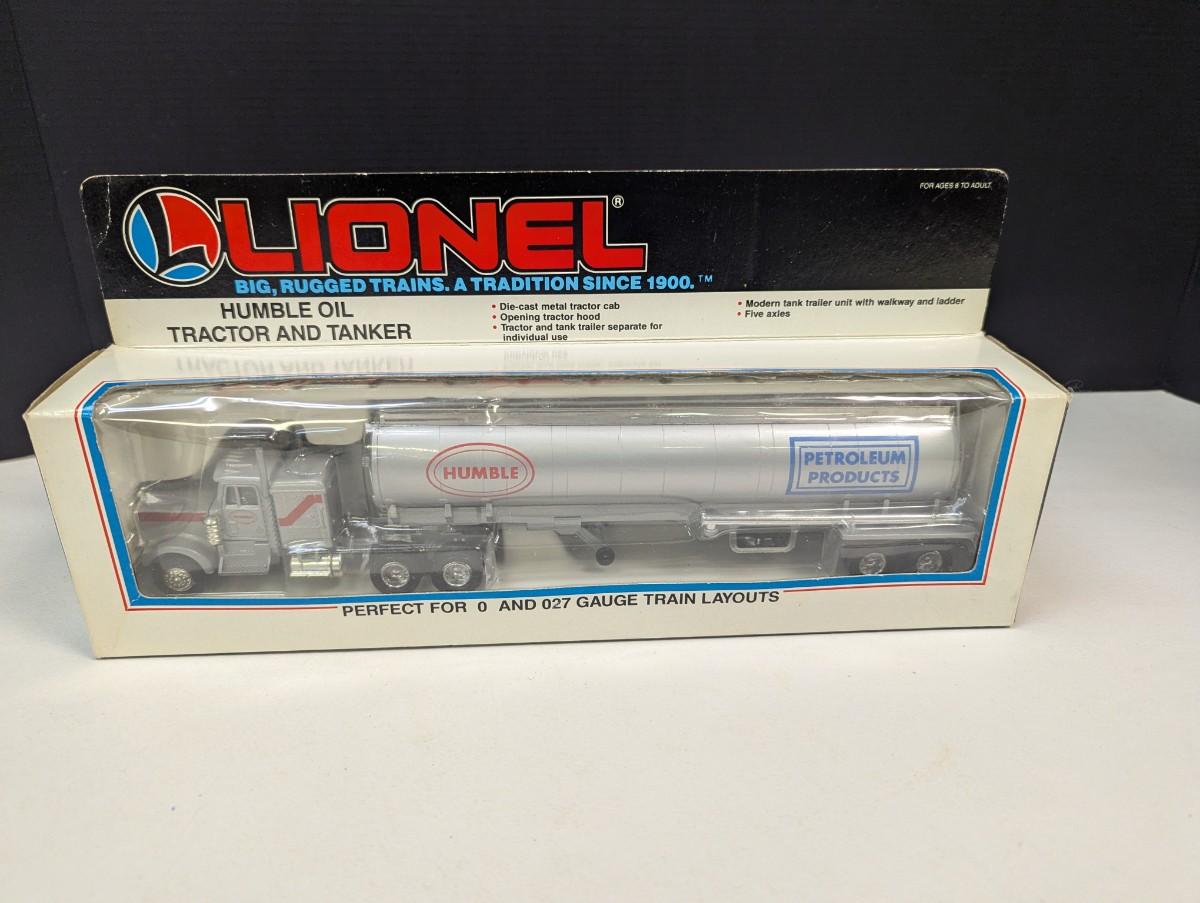 FOR AGES 8 TO ADULT
LIONEL®
BIG, RUGGED TRAINS. A TRADITION SINCE 1900.™
HUMBLE OIL
TRACTOR AND TANKER
• Die-cast metal tractor cab
• Opening tractor hood
• Tractor and tank trailer separate for
individual use
• Modern tank trailer unit with walkway and ladder
• Five axles
HUMBLE
PETROLEUM
PRODUCTS
PERFECT FOR 0 AND 027 GAUGE TRAIN LAYOUTS